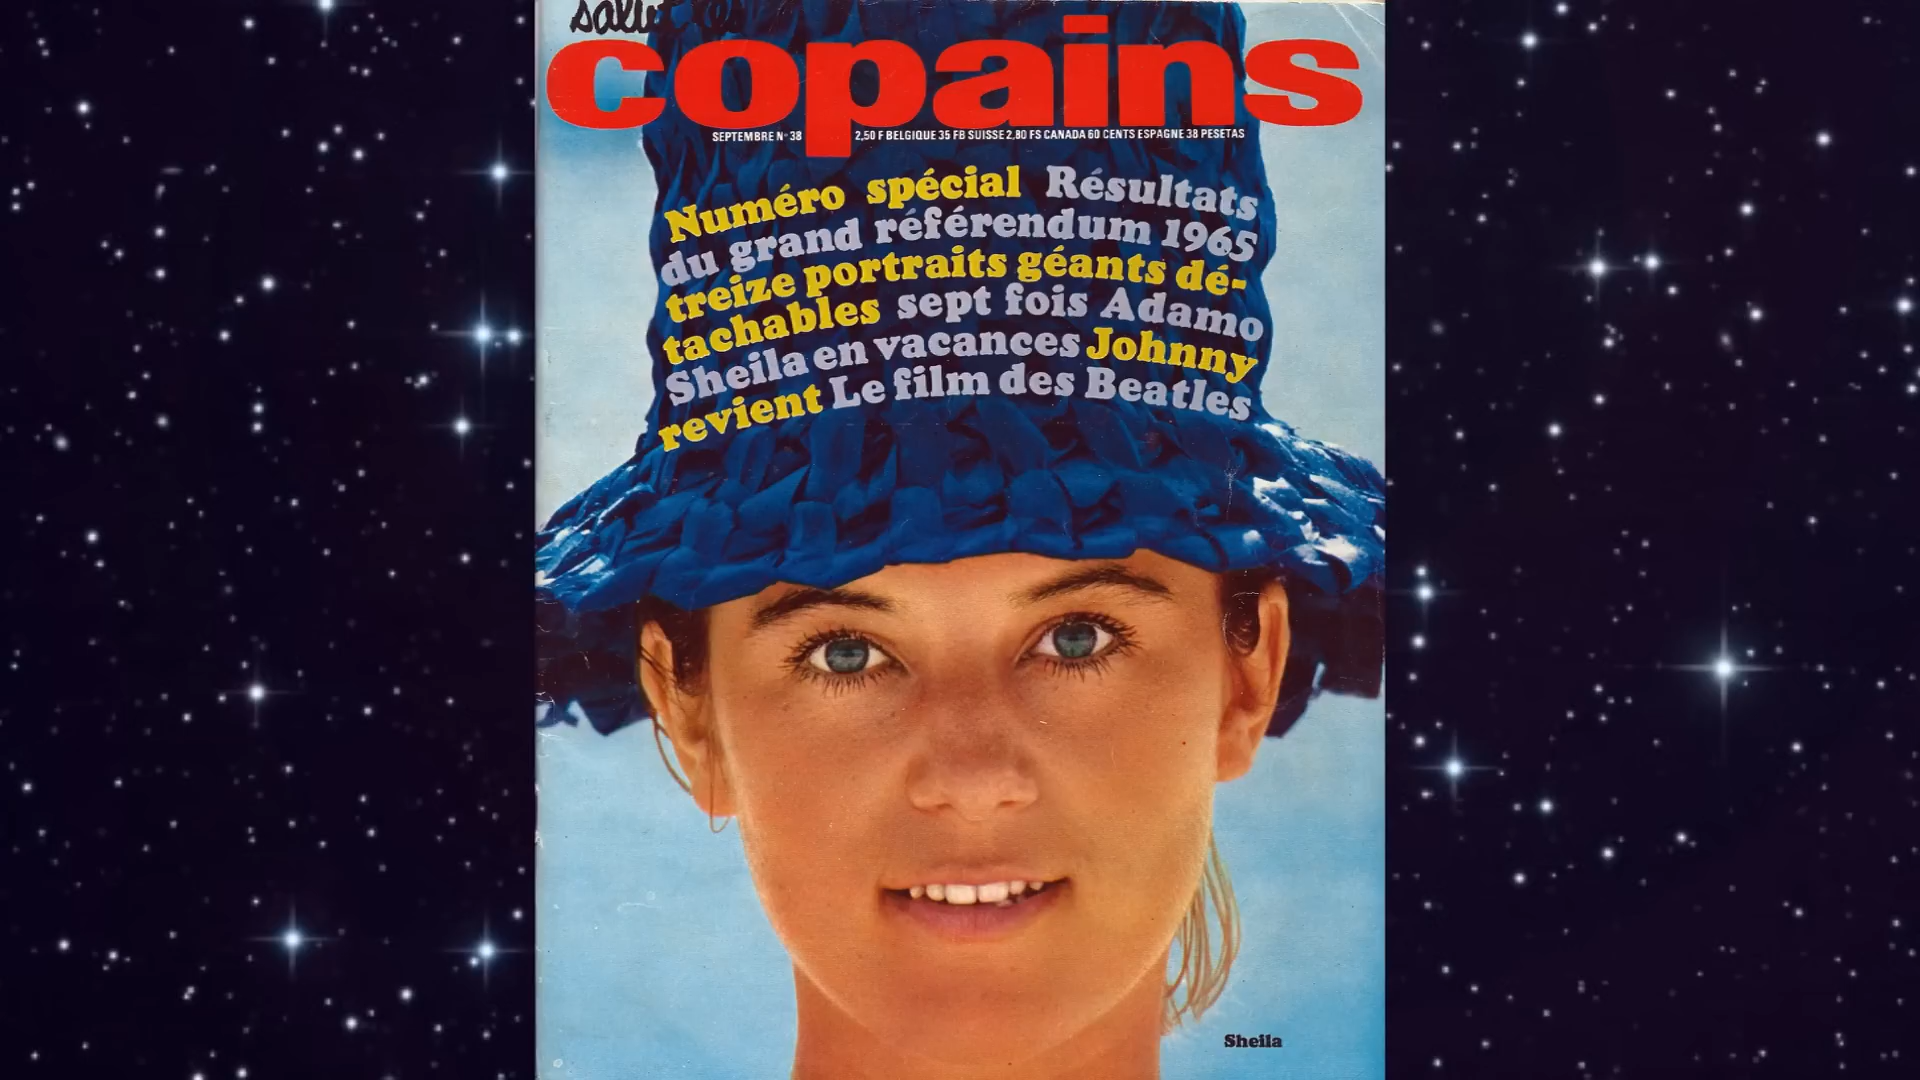 salut les
copains
SEPTEMBRE N° 38
2,50 F BELGIQUE 35 FB SUISSE 2,80 FS CANADA 60 CENTS ESPAGNE 38 PESETAS
Numéro spécial Résultats
du grand référendum 1965
treize portraits géants dé-
tachables sept fois Adamo
Sheila en vacances Johnny
revient Le film des Beatles
Sheila